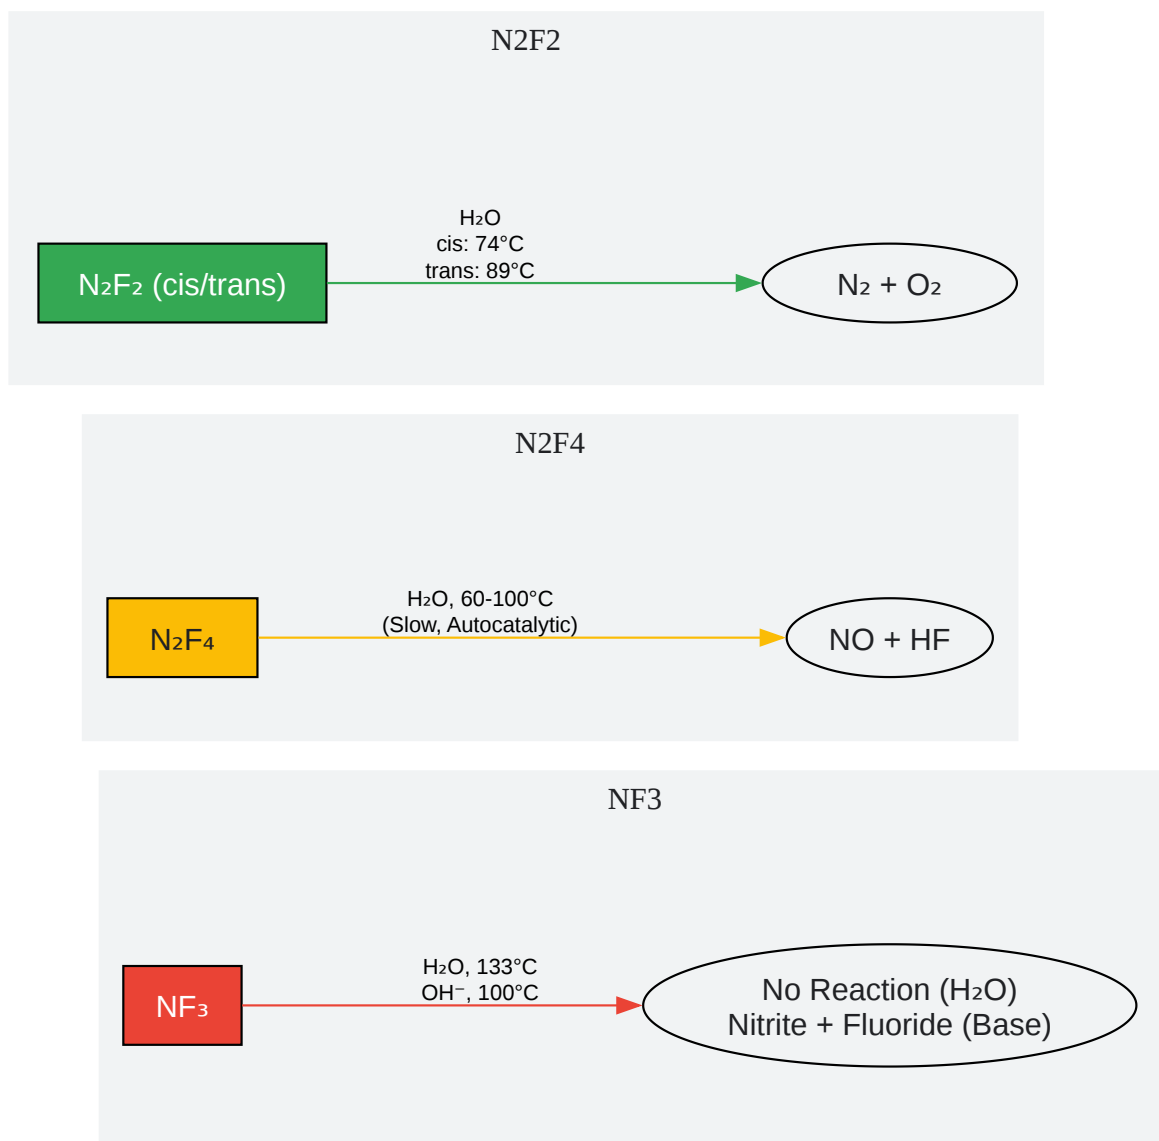 N2F2
H₂O
cis: 74°C
trans: 89°C
N₂F₂ (cis/trans)
N₂ + O₂
N2F4
H₂O, 60-100°C
(Slow, Autocatalytic)
N₂F₄
NO + HF
NF3
H₂O, 133°C
OH⁻, 100°C
NF₃
No Reaction (H₂O)
Nitrite + Fluoride (Base)